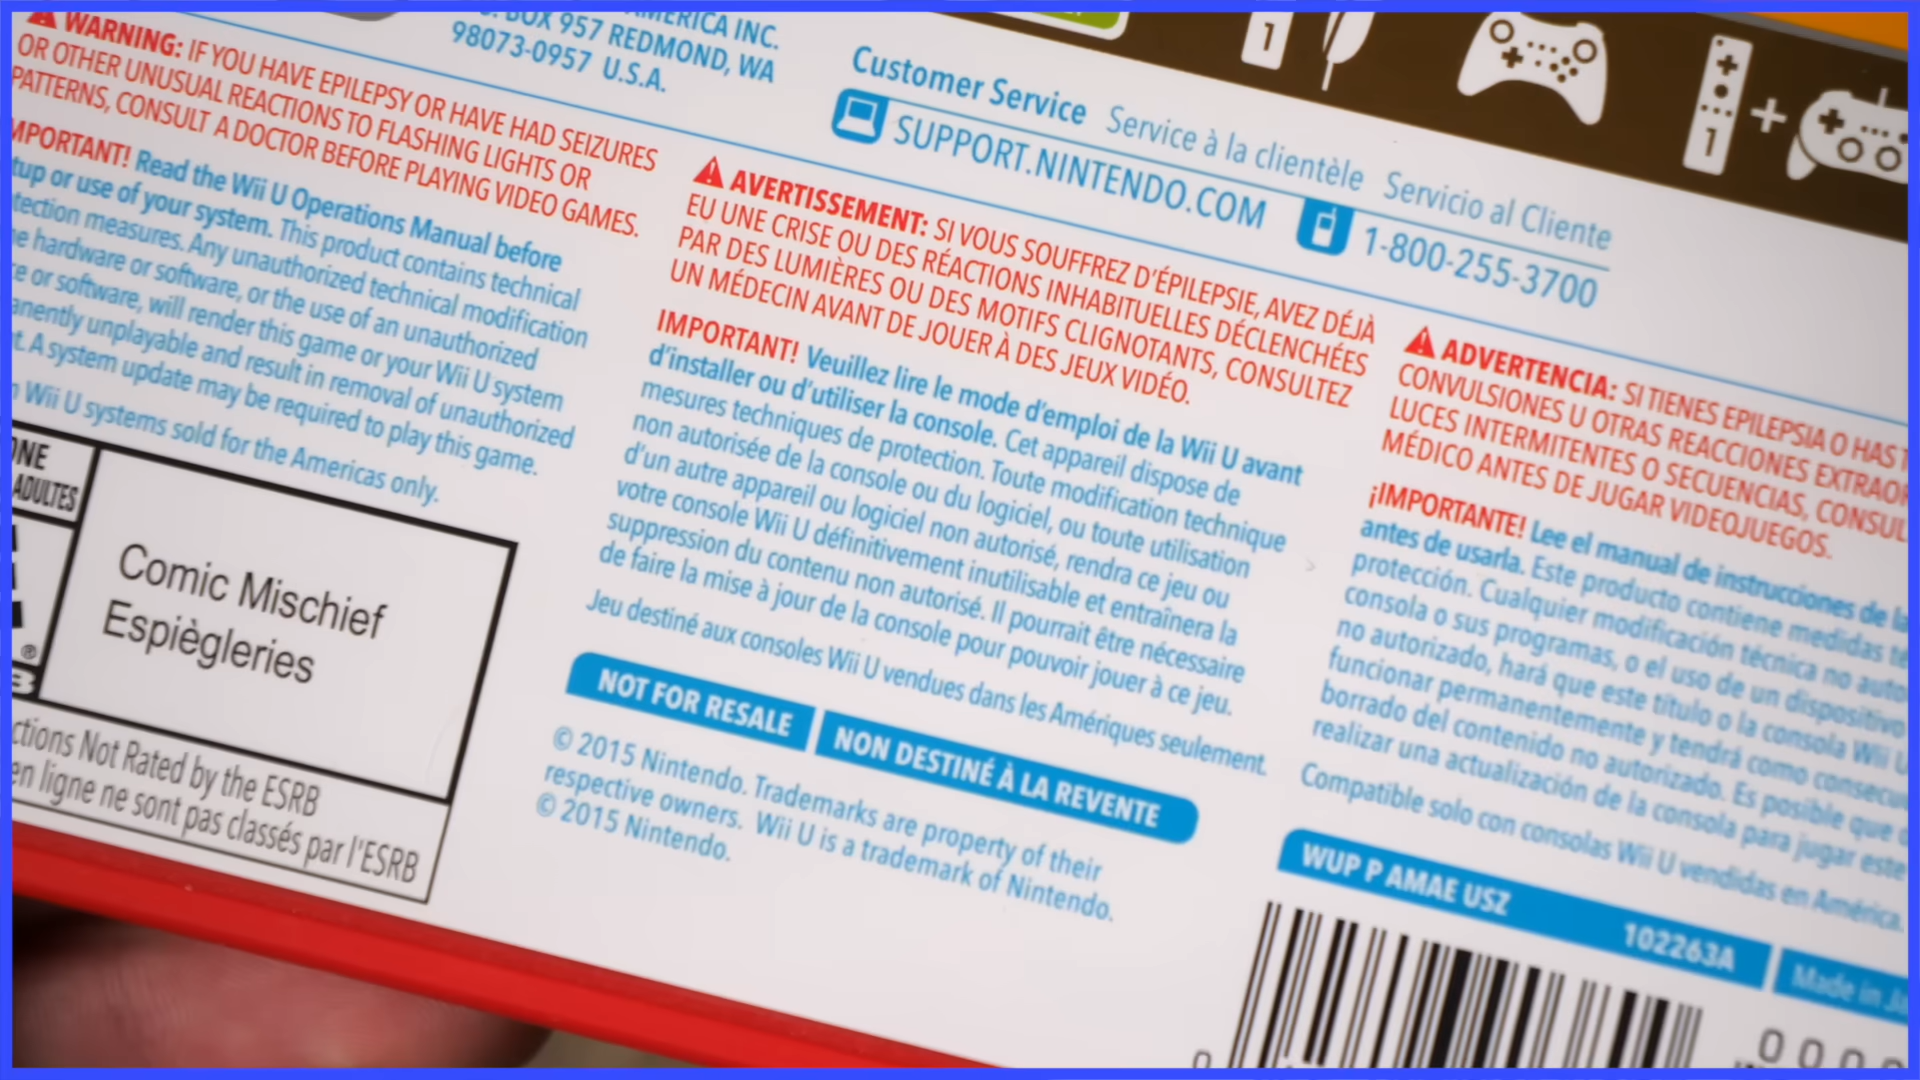 AMERICA INC.
BOX 957 REDMOND, WA
98073-0957 U.S.A.
Customer Service Service à la clientèle Servicio al Cliente
SUPPORT.NINTENDO.COM 1-800-255-3700
1
1 +
WARNING: IF YOU HAVE EPILEPSY OR HAVE HAD SEIZURES
OR OTHER UNUSUAL REACTIONS TO FLASHING LIGHTS OR
PATTERNS, CONSULT A DOCTOR BEFORE PLAYING VIDEO GAMES.
MPORTANT! Read the Wii U Operations Manual before
tup or use of your system. This product contains technical
tection measures. Any unauthorized technical modification
e hardware or software, or the use of an unauthorized
ce or software, will render this game or your Wii U system
anently unplayable and result in removal of unauthorized
t. A system update may be required to play this game.
Wii U systems sold for the Americas only.
ONE
ADULTES
®
Comic Mischief
Espiègleries
ctions Not Rated by the ESRB
en ligne ne sont pas classés par l'ESRB
AVERTISSEMENT: SI VOUS SOUFFREZ D'ÉPILEPSIE, AVEZ DÉJÀ
EU UNE CRISE OU DES RÉACTIONS INHABITUELLES DÉCLENCHÉES
PAR DES LUMIÈRES OU DES MOTIFS CLIGNOTANTS, CONSULTEZ
UN MÉDECIN AVANT DE JOUER À DES JEUX VIDÉO.
IMPORTANT! Veuillez lire le mode d'emploi de la Wii U avant
d'installer ou d'utiliser la console. Cet appareil dispose de
mesures techniques de protection. Toute modification technique
non autorisée de la console ou du logiciel, ou toute utilisation
d'un autre appareil ou logiciel non autorisé, rendra ce jeu ou
votre console Wii U définitivement inutilisable et entraînera la
suppression du contenu non autorisé. Il pourrait être nécessaire
de faire la mise à jour de la console pour pouvoir jouer à ce jeu.
Jeu destiné aux consoles Wii U vendues dans les Amériques seulement.
NOT FOR RESALE NON DESTINÉ À LA REVENTE
© 2015 Nintendo. Trademarks are property of their
respective owners. Wii U is a trademark of Nintendo.
© 2015 Nintendo.
ADVERTENCIA: SI TIENES EPILEPSIA O HAS T
CONVULSIONES U OTRAS REACCIONES EXTRAOR
LUCES INTERMITENTES O SECUENCIAS, CONSUL
MÉDICO ANTES DE JUGAR VIDEOJUEGOS.
¡IMPORTANTE! Lee el manual de instrucciones de la
antes de usarla. Este producto contiene medidas té
protección. Cualquier modificación técnica no auto
consola o sus programas, o el uso de un dispositivo
no autorizado, hará que este título o la consola Wii U
funcionar permanentemente y tendrá como consecu
borrado del contenido no autorizado. Es posible que
realizar una actualización de la consola para jugar este
Compatible solo con consolas Wii U vendidas en América.
WUP P AMAE USZ 102263A Made in Ja
0 0000